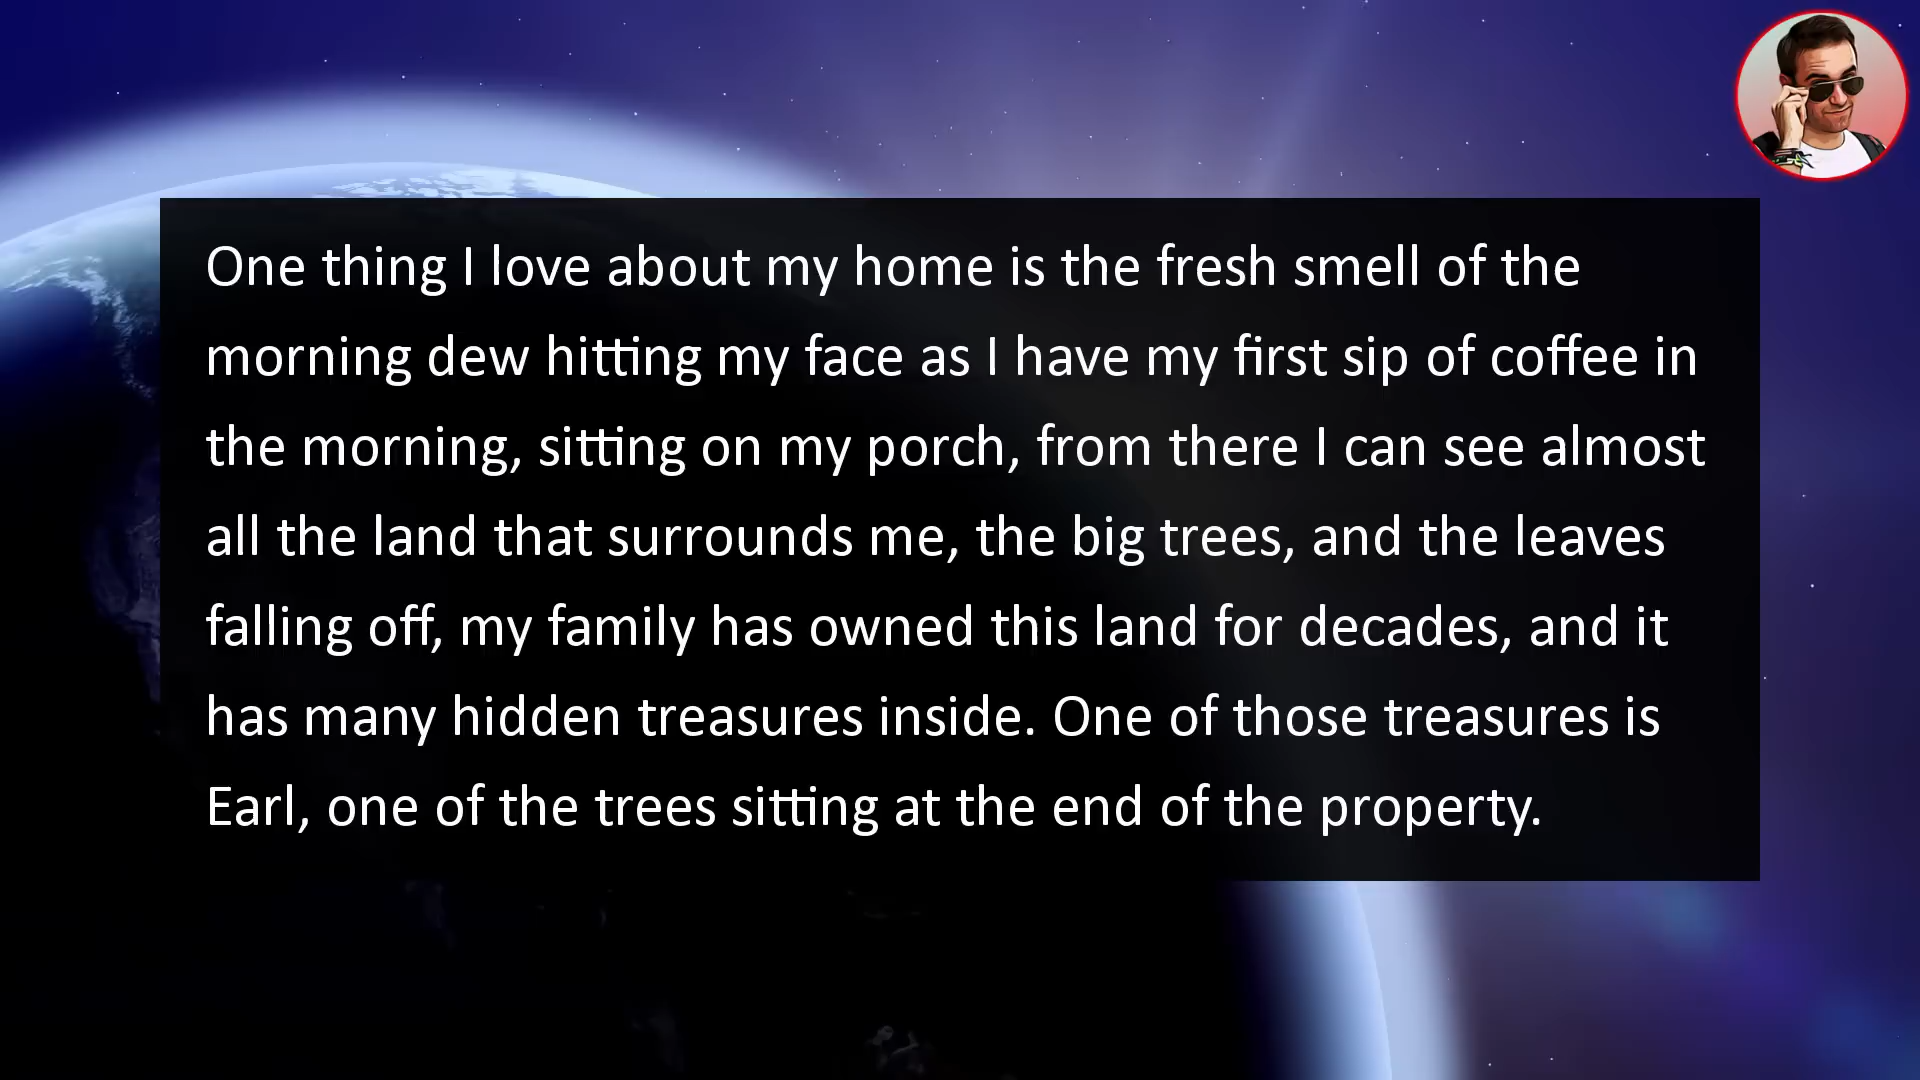 One thing I love about my home is the fresh smell of the
morning dew hitting my face as I have my first sip of coffee in
the morning, sitting on my porch, from there I can see almost
all the land that surrounds me, the big trees, and the leaves
falling off, my family has owned this land for decades, and it
has many hidden treasures inside. One of those treasures is
Earl, one of the trees sitting at the end of the property.